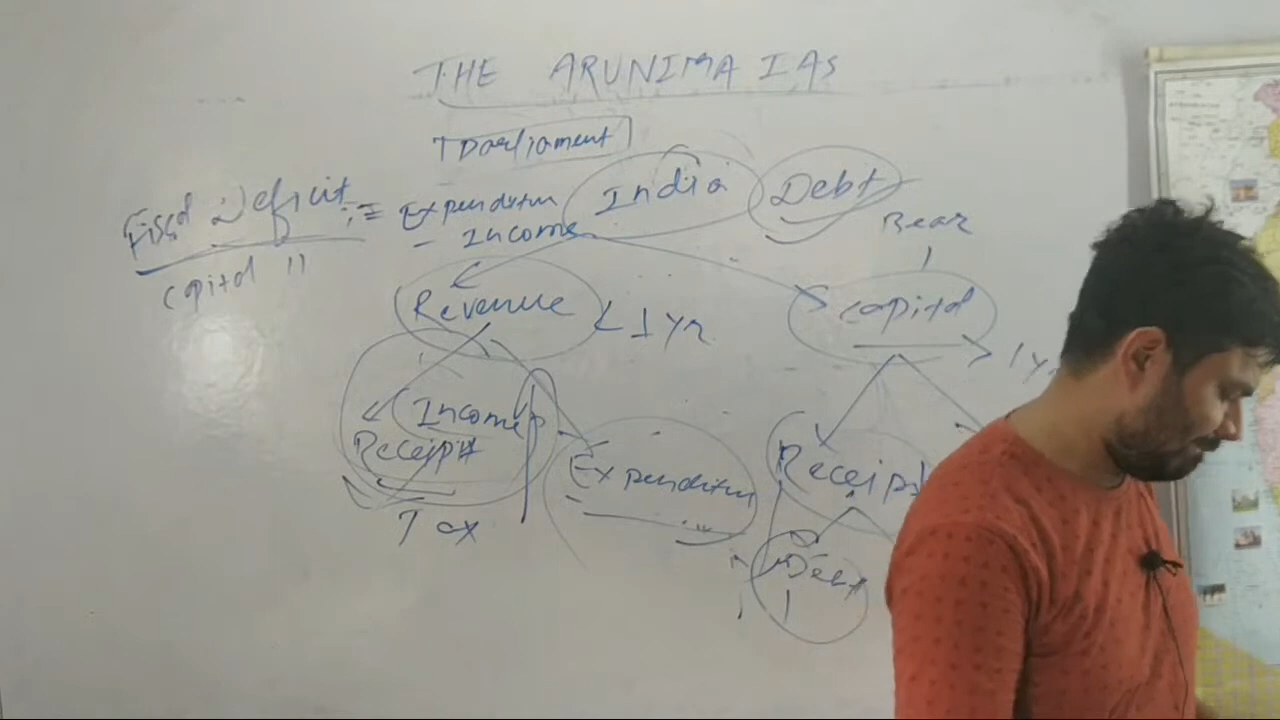 THE ARUNIMA IAS
Parliament
Fiscal Deficit = Expenditure
- Income
India
Debt
Capital 11
Revenue < 1 yr
Capital > 1 yr
Income
Receipt
Tax
Expenditure
Receipt
Debt